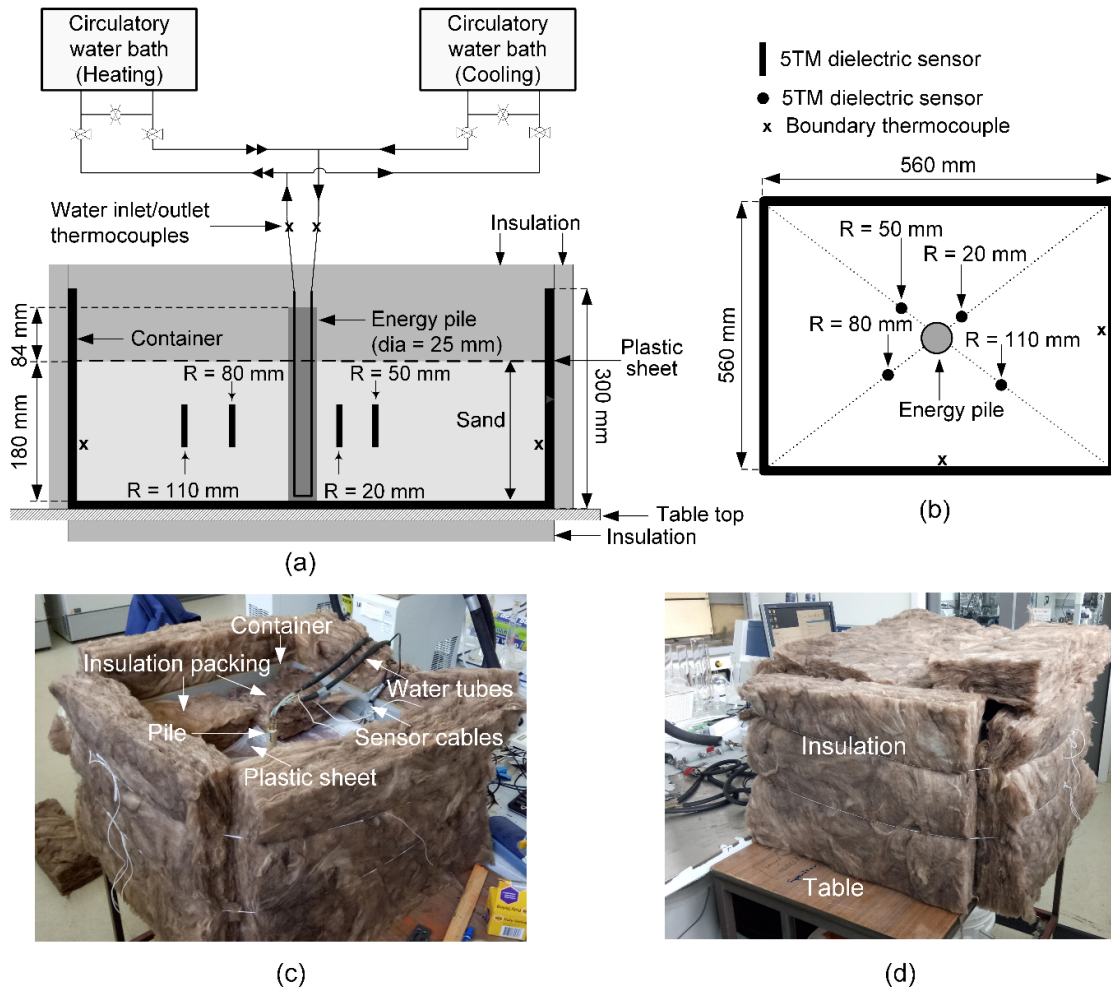 Circulatory
water bath
(Heating)
Circulatory
water bath
(Cooling)
Water inlet/outlet
thermocouples
Insulation
84 mm
Container
Energy pile
(dia = 25 mm)
Plastic
sheet
R = 80 mm
R = 50 mm
300 mm
Sand
180 mm
x
x
x
x
R = 110 mm
R = 20 mm
Table top
Insulation
(a)
5TM dielectric sensor
5TM dielectric sensor
x Boundary thermocouple
560 mm
R = 50 mm
R = 20 mm
R = 80 mm
R = 110 mm
x
560 mm
Energy pile
x
(b)
Container
Insulation packing
Water tubes
Pile
Sensor cables
Plastic sheet
(c)
Insulation
Table
(d)